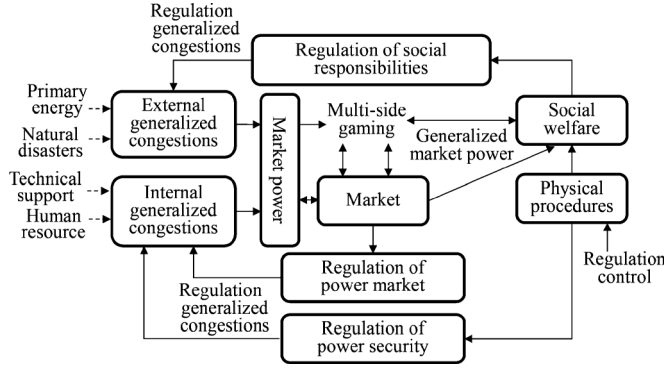 Regulation
generalized
congestions
Regulation of social
responsibilities
Primary
energy
Natural
disasters
External
generalized
congestions
Market power
Multi-side
gaming
Generalized
market power
Social
welfare
Technical
support
Human
resource
Internal
generalized
congestions
Market
Physical
procedures
Regulation
control
Regulation of
power market
Regulation
generalized
congestions
Regulation of
power security